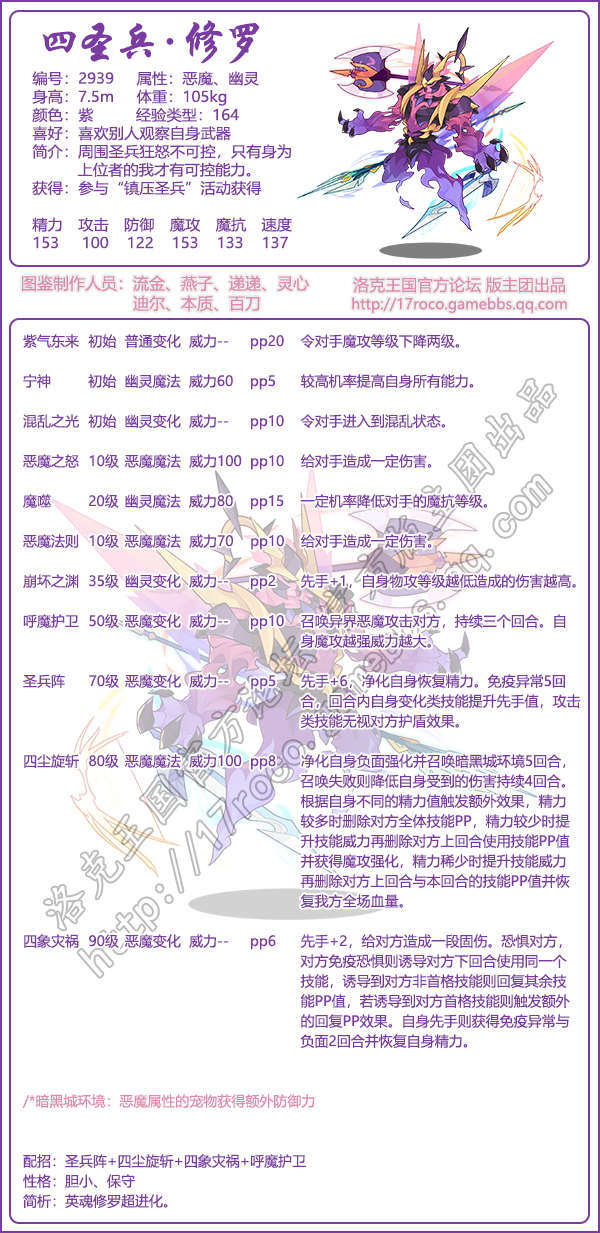 四圣兵·修罗
编号：2939 属性：恶魔、幽灵
身高：7.5m 体重：105kg
颜色：紫 经验类型：164
喜好：喜欢别人观察自身武器
简介：周围圣兵狂怒不可控，只有身为
上位者的我才有可控能力。
获得：参与“镇压圣兵”活动获得
精力 攻击 防御 魔攻 魔抗 速度
153 100 122 153 133 137
图鉴制作人员：流金、燕子、递递、灵心
迪尔、本质、百刀
洛克王国官方论坛 版主团出品
http://17roco.gamebbs.qq.com/
紫气东来 初始 普通变化 威力-- pp20 令对手魔攻等级下降两级。
宁神 初始 幽灵魔法 威力60 pp5 较高机率提高自身所有能力。
混乱之光 初始 幽灵变化 威力-- pp10 令对手进入到混乱状态。
恶魔之怒 10级 恶魔魔法 威力100 pp10 给对手造成一定伤害。
魔噬 20级 幽灵魔法 威力80 pp15 一定机率降低对手的魔抗等级。
恶魔法则 10级 恶魔魔法 威力70 pp10 给对手造成一定伤害。
崩坏之渊 35级 幽灵变化 威力-- pp2 先手+1，自身物攻等级越低造成的伤害越高。
呼魔护卫 50级 恶魔变化 威力-- pp10 召唤异界恶魔攻击对方，持续三个回合。自
身魔攻越强威力越大。
圣兵阵 70级 恶魔变化 威力-- pp5 先手+6，净化自身恢复精力。免疫异常5回
合，回合内自身变化类技能提升先手值，攻击
类技能无视对方护盾效果。
四尘旋斩 80级 恶魔魔法 威力100 pp8 净化自身负面强化并召唤暗黑城环境5回合，
召唤失败则降低自身受到的伤害持续4回合。
根据自身不同的精力值触发额外效果，精力
较多时删除对方全体技能PP，精力较少时提
升技能威力再删除对方上回合使用技能PP值
并获得魔攻强化，精力稀少时提升技能威力
再删除对方上回合与本回合的技能PP值并恢
复我方全场血量。
四象灾祸 90级 恶魔变化 威力-- pp6 先手+2，给对方造成一段固伤。恐惧对方，
对方免疫恐惧则诱导对方下回合使用同一个
技能，诱导到对方非首格技能则回复其余技
能PP值，若诱导到对方首格技能则触发额外
的回复PP效果。自身先手则获得免疫异常与
负面2回合并恢复自身精力。
/*暗黑城环境：恶魔属性的宠物获得额外防御力
配招：圣兵阵+四尘旋斩+四象灾祸+呼魔护卫
性格：胆小、保守
简析：英魂修罗超进化。
洛克王国官方论坛 版主团出品
http://17roco.gamebbs.qq.com